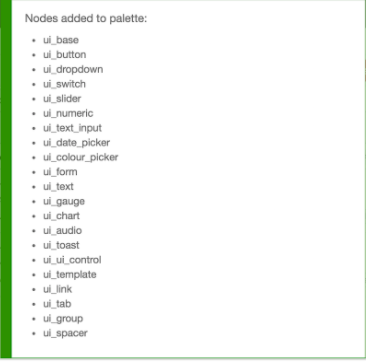 Nodes added to palette:
• ui_base
• ui_button
• ui_dropdown
• ui_switch
• ui_slider
• ui_numeric
• ui_text_input
• ui_date_picker
• ui_colour_picker
• ui_form
• ui_text
• ui_gauge
• ui_chart
• ui_audio
• ui_toast
• ui_ui_control
• ui_template
• ui_link
• ui_tab
• ui_group
• ui_spacer